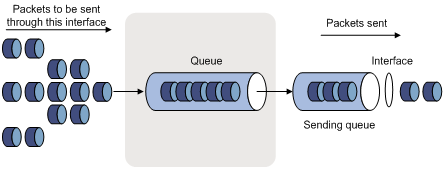 Packets to be sent
through this interface
Packets sent
Queue
Interface
Sending queue